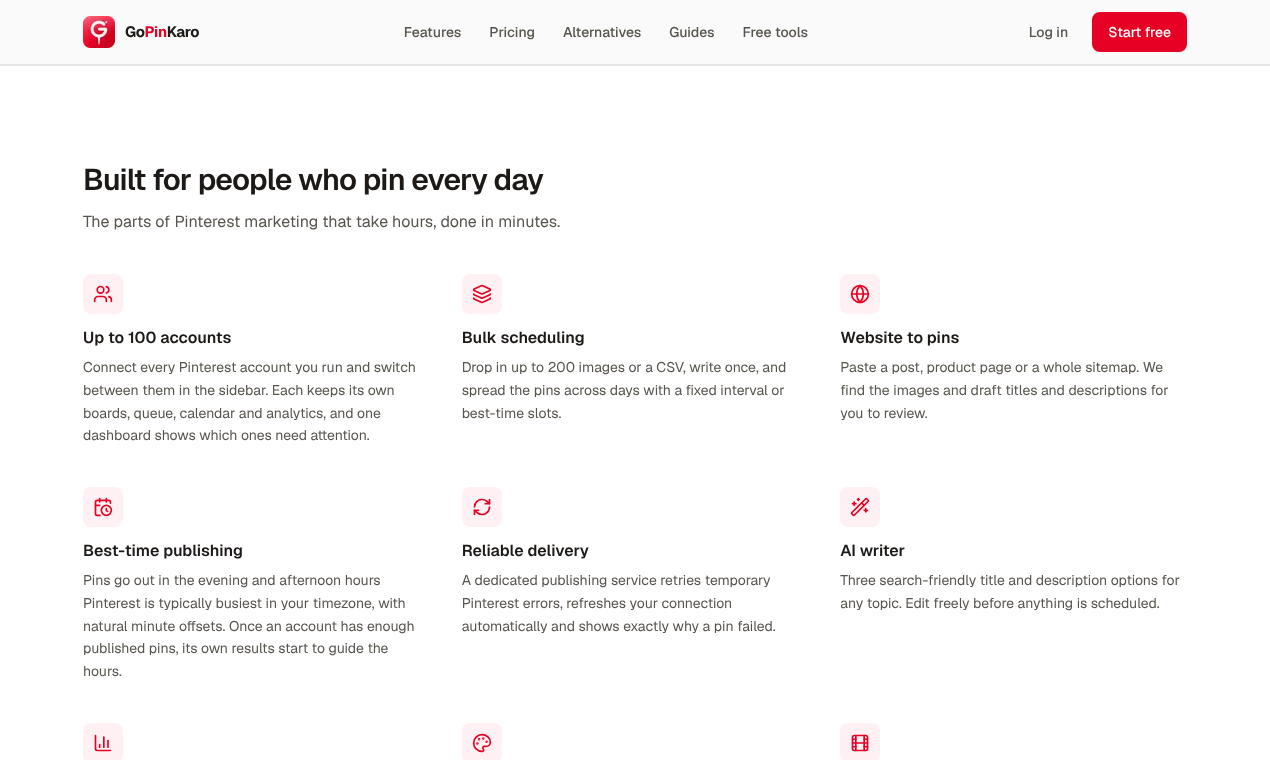 GoPinKaro
Features
Pricing
Alternatives
Guides
Free tools
Log in
Start free
Built for people who pin every day
The parts of Pinterest marketing that take hours, done in minutes.
Up to 100 accounts
Connect every Pinterest account you run and switch
between them in the sidebar. Each keeps its own
boards, queue, calendar and analytics, and one
dashboard shows which ones need attention.
Bulk scheduling
Drop in up to 200 images or a CSV, write once, and
spread the pins across days with a fixed interval or
best-time slots.
Website to pins
Paste a post, product page or a whole sitemap. We
find the images and draft titles and descriptions for
you to review.
Best-time publishing
Pins go out in the evening and afternoon hours
Pinterest is typically busiest in your timezone, with
natural minute offsets. Once an account has enough
published pins, its own results start to guide the
hours.
Reliable delivery
A dedicated publishing service retries temporary
Pinterest errors, refreshes your connection
automatically and shows exactly why a pin failed.
AI writer
Three search-friendly title and description options for
any topic. Edit freely before anything is scheduled.